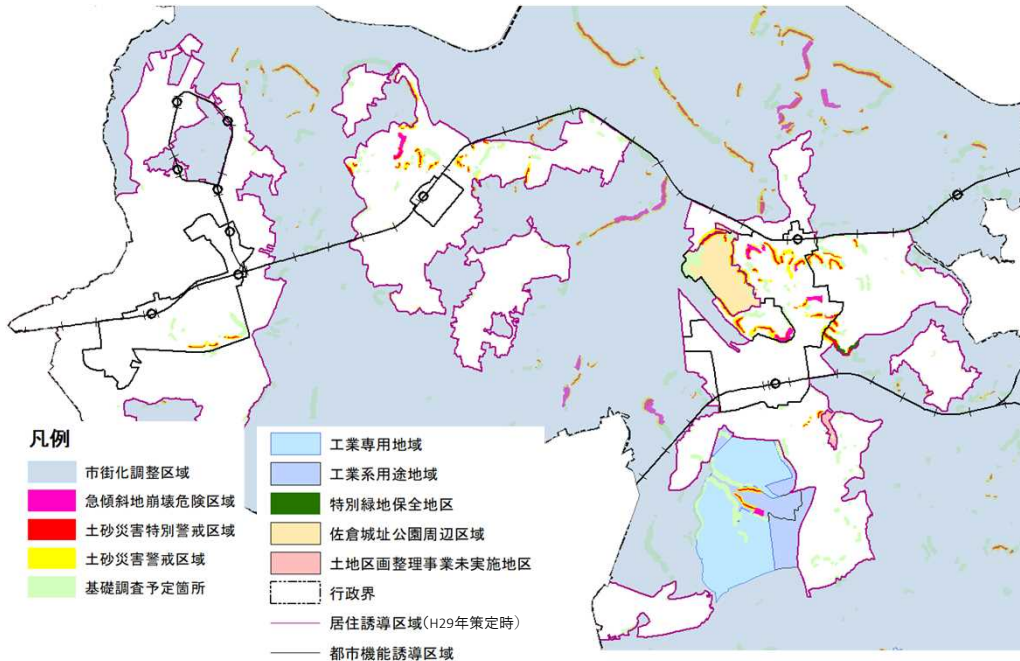 凡例
市街化調整区域
急傾斜地崩壊危険区域
土砂災害特別警戒区域
土砂災害警戒区域
基礎調査予定箇所
工業専用地域
工業系用途地域
特別緑地保全地区
佐倉城址公園周辺区域
土地区画整理事業未実施地区
行政界
居住誘導区域(H29年策定時)
都市機能誘導区域